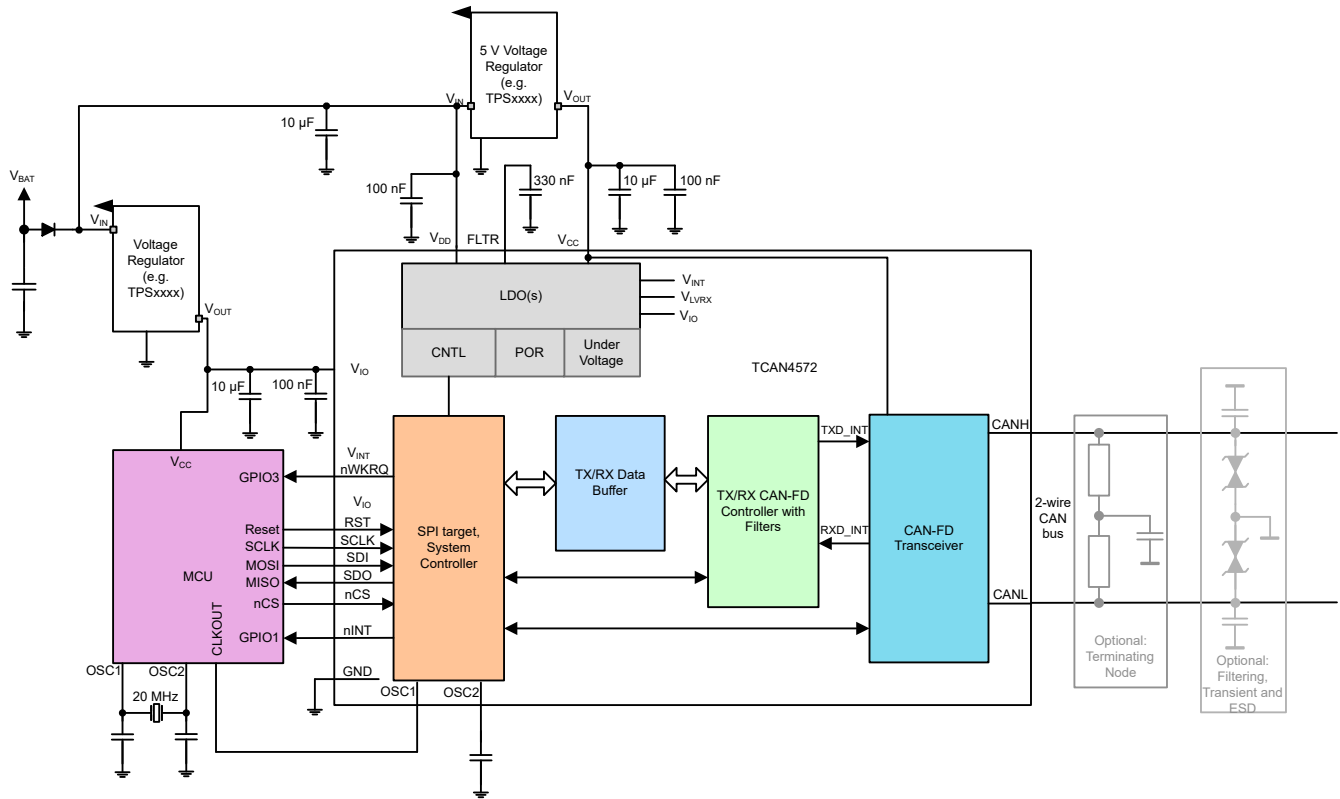 5 V Voltage
Regulator
(e.g.
TPSxxxx)
VIN
VOUT
10 µF
VBAT
100 nF
330 nF
10 µF
100 nF
VIN
Voltage
Regulator
(e.g.
TPSxxxx)
VOUT
VDD
FLTR
VCC
LDO(s)
VINT
VLVRX
VIO
CNTL
POR
Under
Voltage
TCAN4572
VIO
10 µF
100 nF
VCC
MCU
GPIO3
Reset
SCLK
MOSI
MISO
nCS
GPIO1
CLKOUT
OSC1
OSC2
20 MHz
VINT
nWKRQ
VIO
RST
SCLK
SDI
SDO
nCS
nINT
GND
OSC1
OSC2
SPI target,
System
Controller
TX/RX Data
Buffer
TX/RX CAN-FD
Controller with
Filters
TXD_INT
RXD_INT
CAN-FD
Transceiver
CANH
CANL
2-wire
CAN
bus
Optional:
Terminating
Node
Optional:
Filtering,
Transient and
ESD